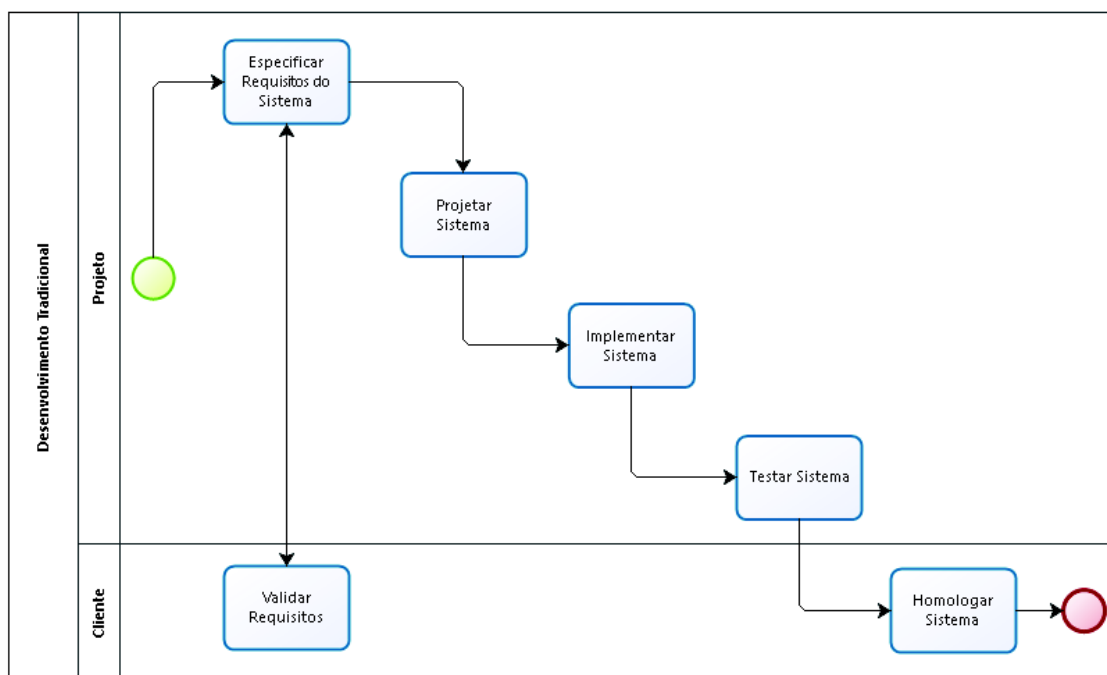 Desenvolvimento Tradicional
Projeto
Especificar
Requisitos do
Sistema
Projetar
Sistema
Implementar
Sistema
Testar Sistema
Cliente
Validar
Requisitos
Homologar
Sistema